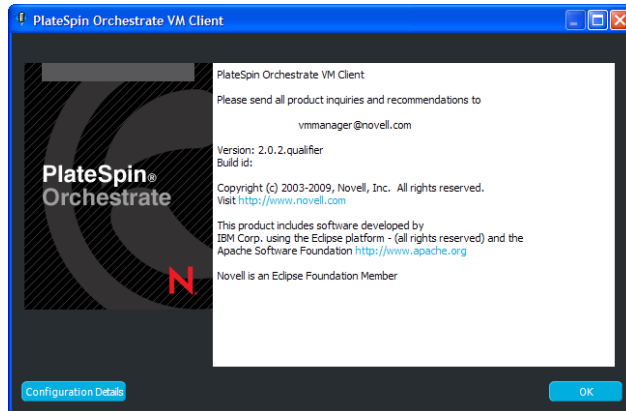 PlateSpin Orchestrate VM Client
PlateSpin®
Orchestrate
N
PlateSpin Orchestrate VM Client
Please send all product inquiries and recommendations to
vmmanager@novell.com
Version: 2.0.2.qualifier
Build id:
Copyright (c) 2003-2009, Novell, Inc.  All rights reserved.
Visit http://www.novell.com
This product includes software developed by
IBM Corp. using the Eclipse platform - (all rights reserved) and the
Apache Software Foundation http://www.apache.org
Novell is an Eclipse Foundation Member
Configuration Details
OK